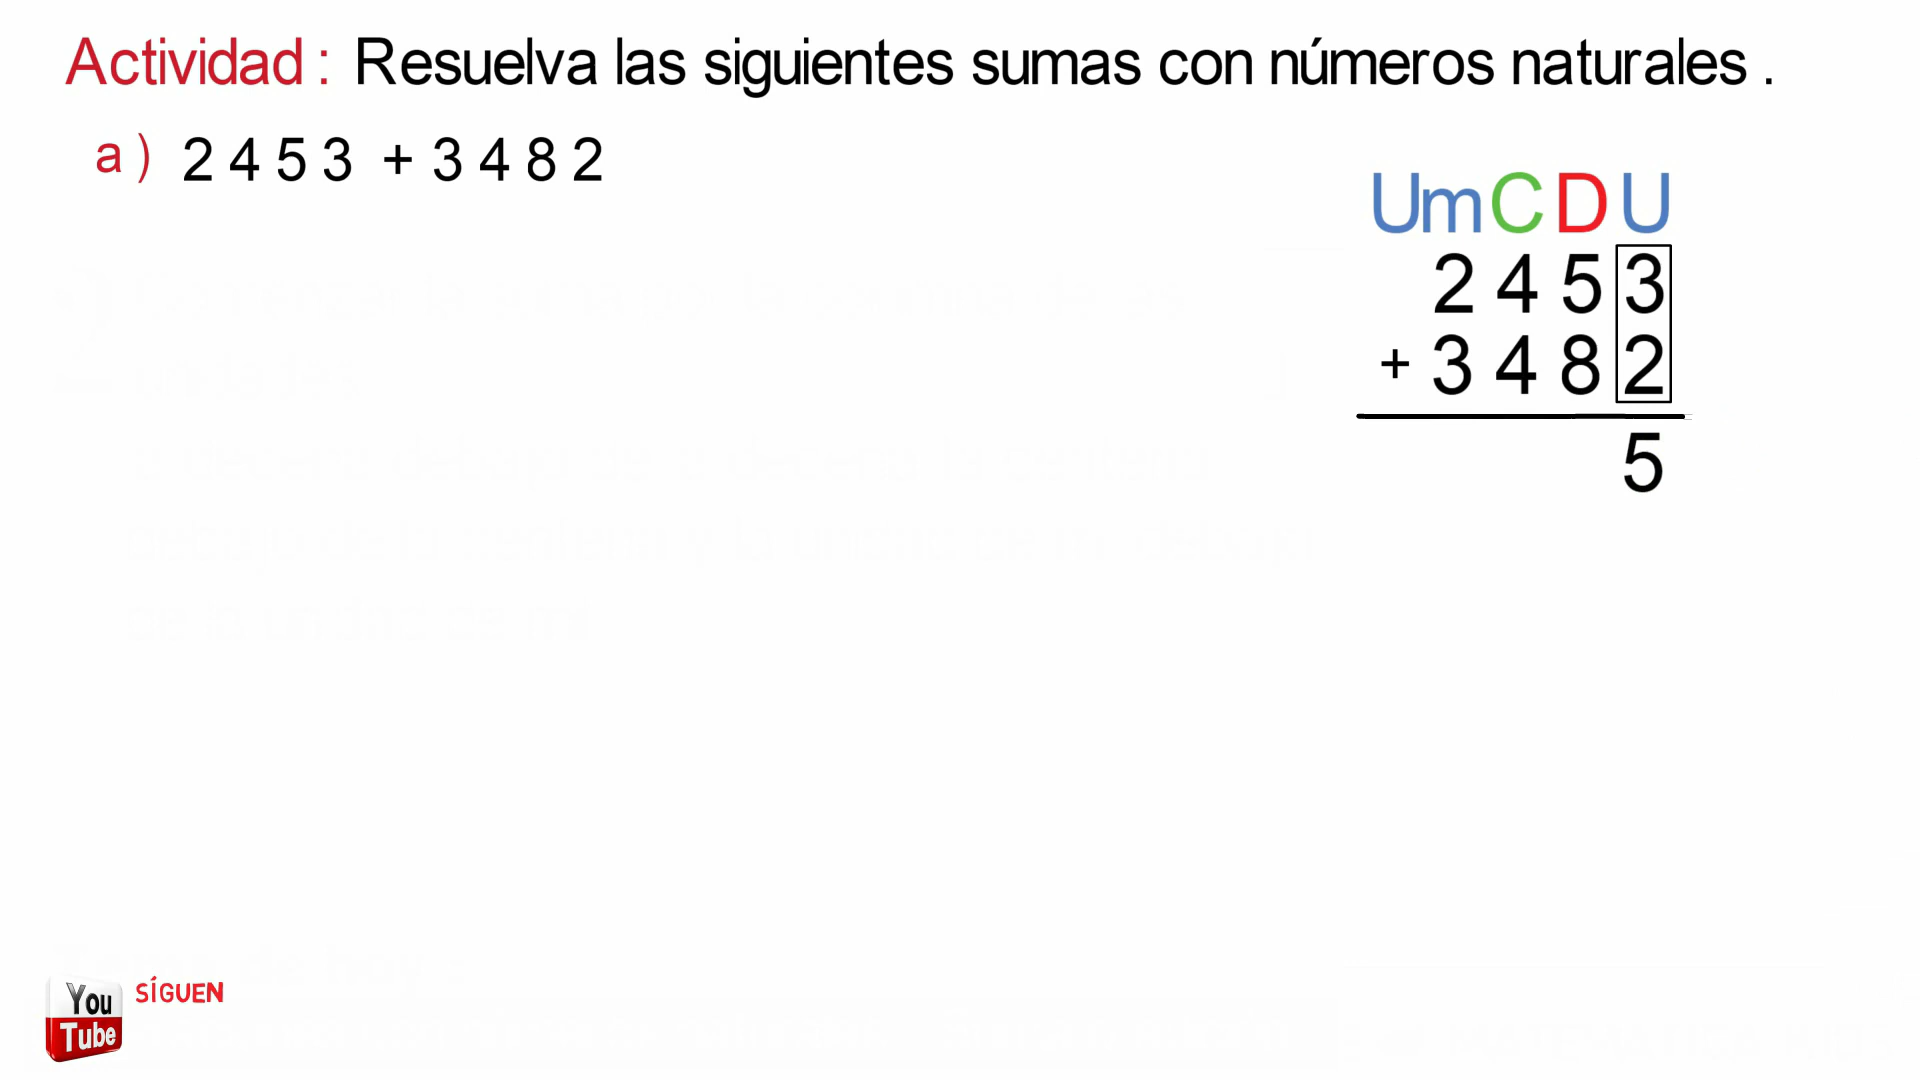 Actividad : Resuelva las siguientes sumas con números naturales .
a ) 2 4 5 3 + 3 4 8 2
Um C D U
2 4 5 3
+ 3 4 8 2
5
You
Tube
SÍGUEN